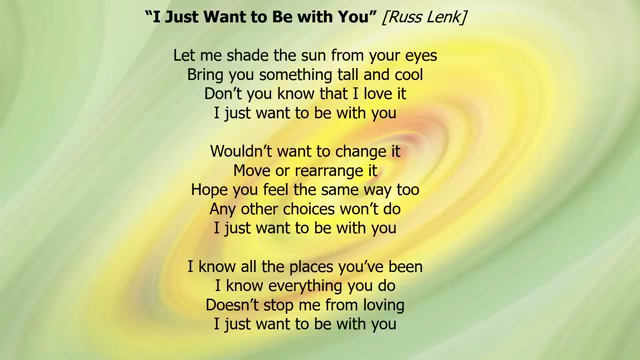 “I Just Want to Be with You” [Russ Lenk]
Let me shade the sun from your eyes
Bring you something tall and cool
Don’t you know that I love it
I just want to be with you
Wouldn’t want to change it
Move or rearrange it
Hope you feel the same way too
Any other choices won’t do
I just want to be with you
I know all the places you’ve been
I know everything you do
Doesn’t stop me from loving
I just want to be with you